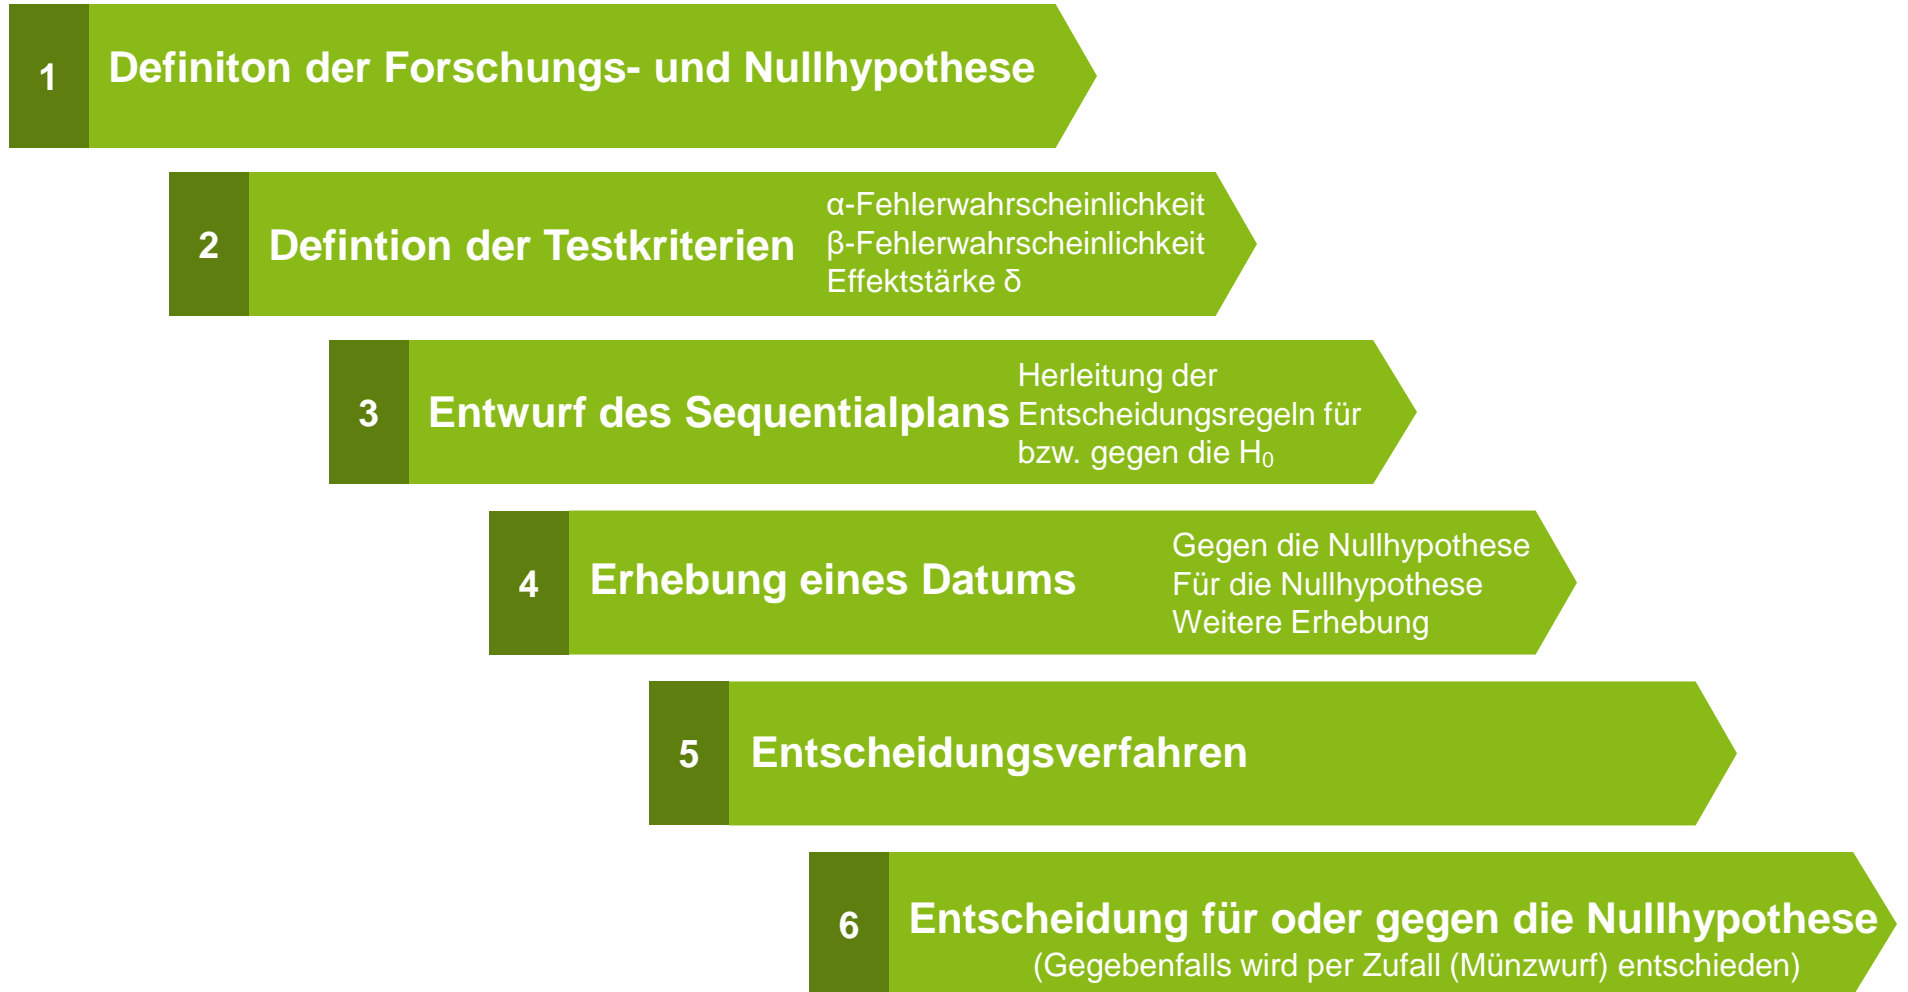 1
Definiton der Forschungs- und Nullhypothese
2
Defintion der Testkriterien
α-Fehlerwahrscheinlichkeit
β-Fehlerwahrscheinlichkeit
Effektstärke δ
3
Entwurf des Sequentialplans
Herleitung der
Entscheidungsregeln für
bzw. gegen die H₀
4
Erhebung eines Datums
Gegen die Nullhypothese
Für die Nullhypothese
Weitere Erhebung
5
Entscheidungsverfahren
6
Entscheidung für oder gegen die Nullhypothese
(Gegebenfalls wird per Zufall (Münzwurf) entschieden)